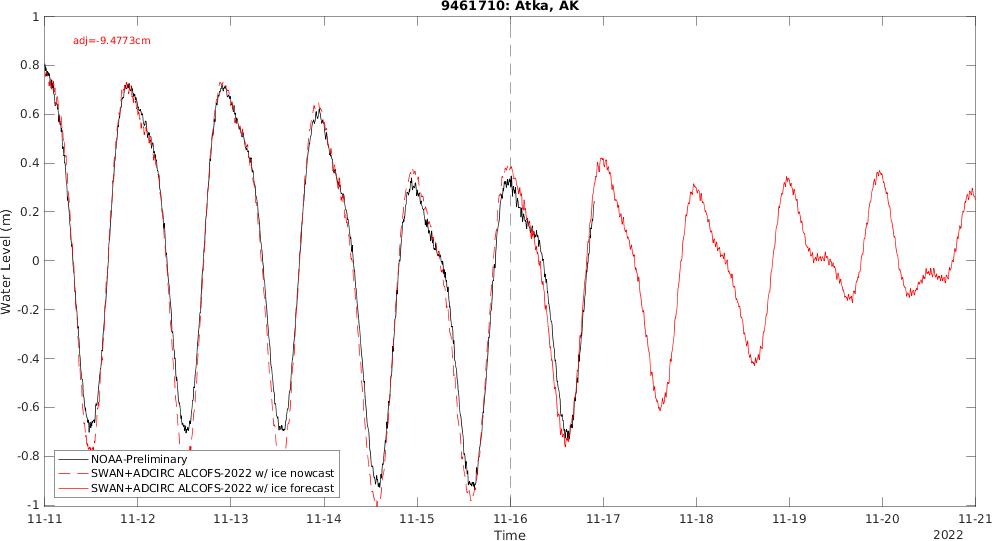 9461710: Atka, AK
adj=-9.4773cm
1
0.8
0.6
0.4
0.2
0
-0.2
-0.4
-0.6
-0.8
-1
Water Level (m)
NOAA-Preliminary
SWAN+ADCIRC ALCOFS-2022 w/ ice nowcast
SWAN+ADCIRC ALCOFS-2022 w/ ice forecast
11-11 11-12 11-13 11-14 11-15 11-16 11-17 11-18 11-19 11-20 11-21
Time
2022